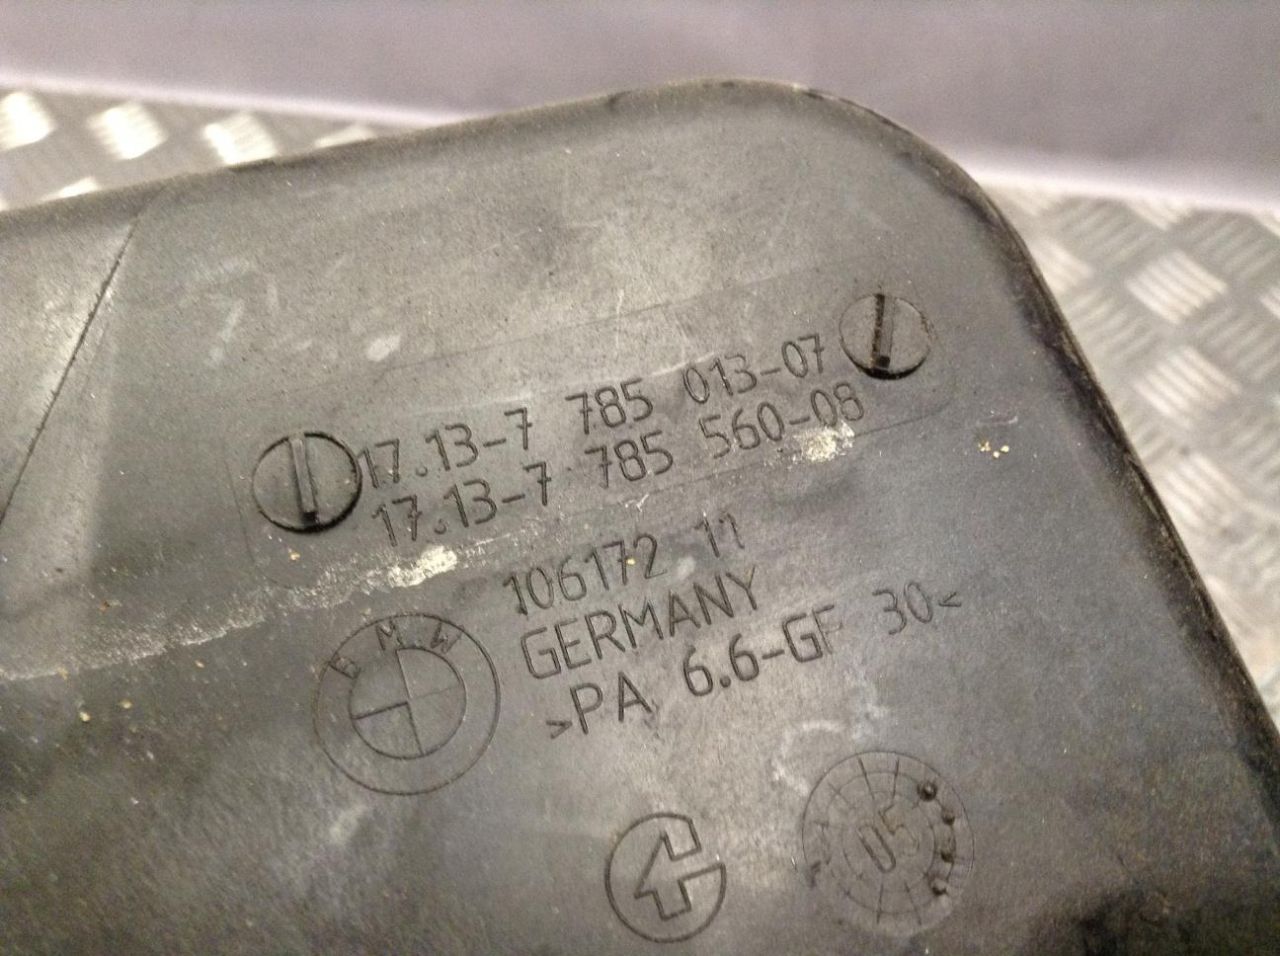 17.13-7 785 013-07
17.13-7 785 560-08
106172 11
GERMANY
>PA 6.6-GF 30<
BMW
05